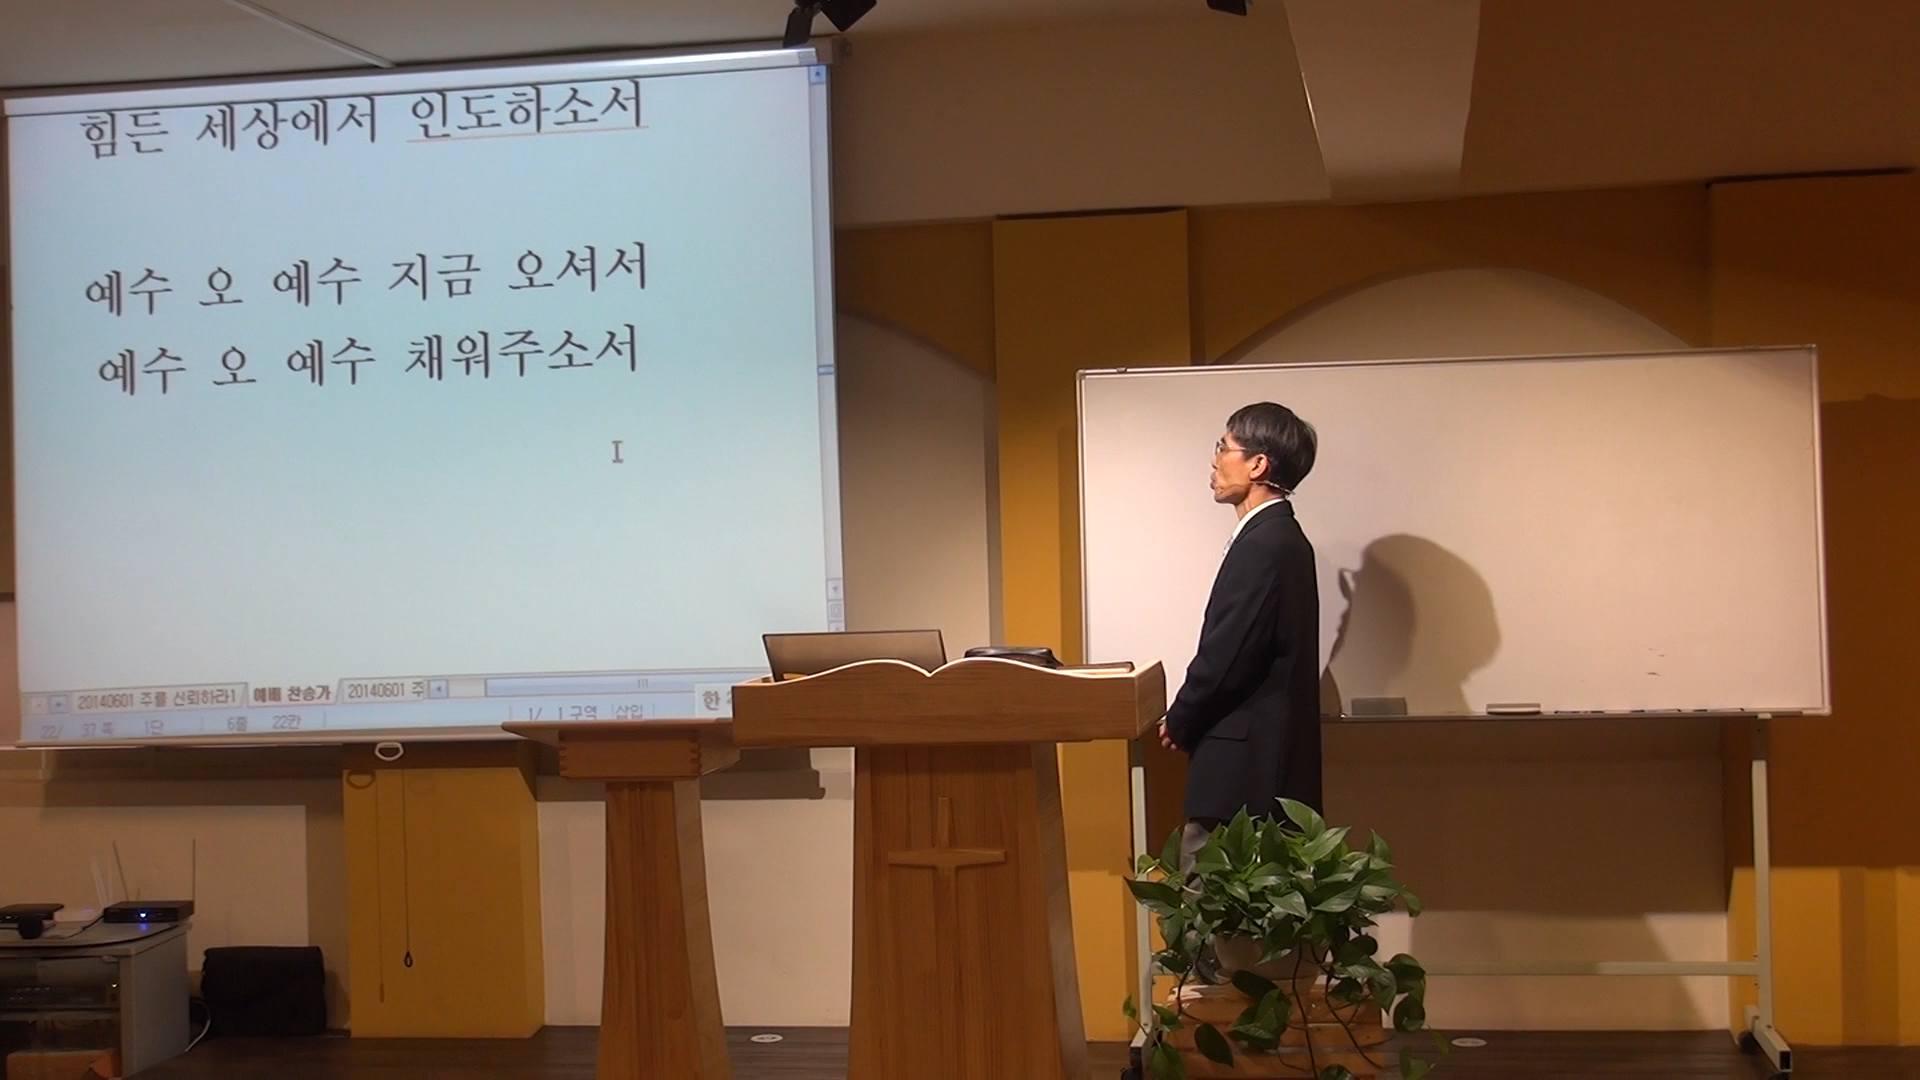 힘든 세상에서 인도하소서
예수 오 예수 지금 오셔서
예수 오 예수 채워주소서
20140601 주를 신뢰하라1 예배 찬송가 20140601 주
22/ 37 쪽 1단 6줄 22칸 1/ 1 구역 삽입 한